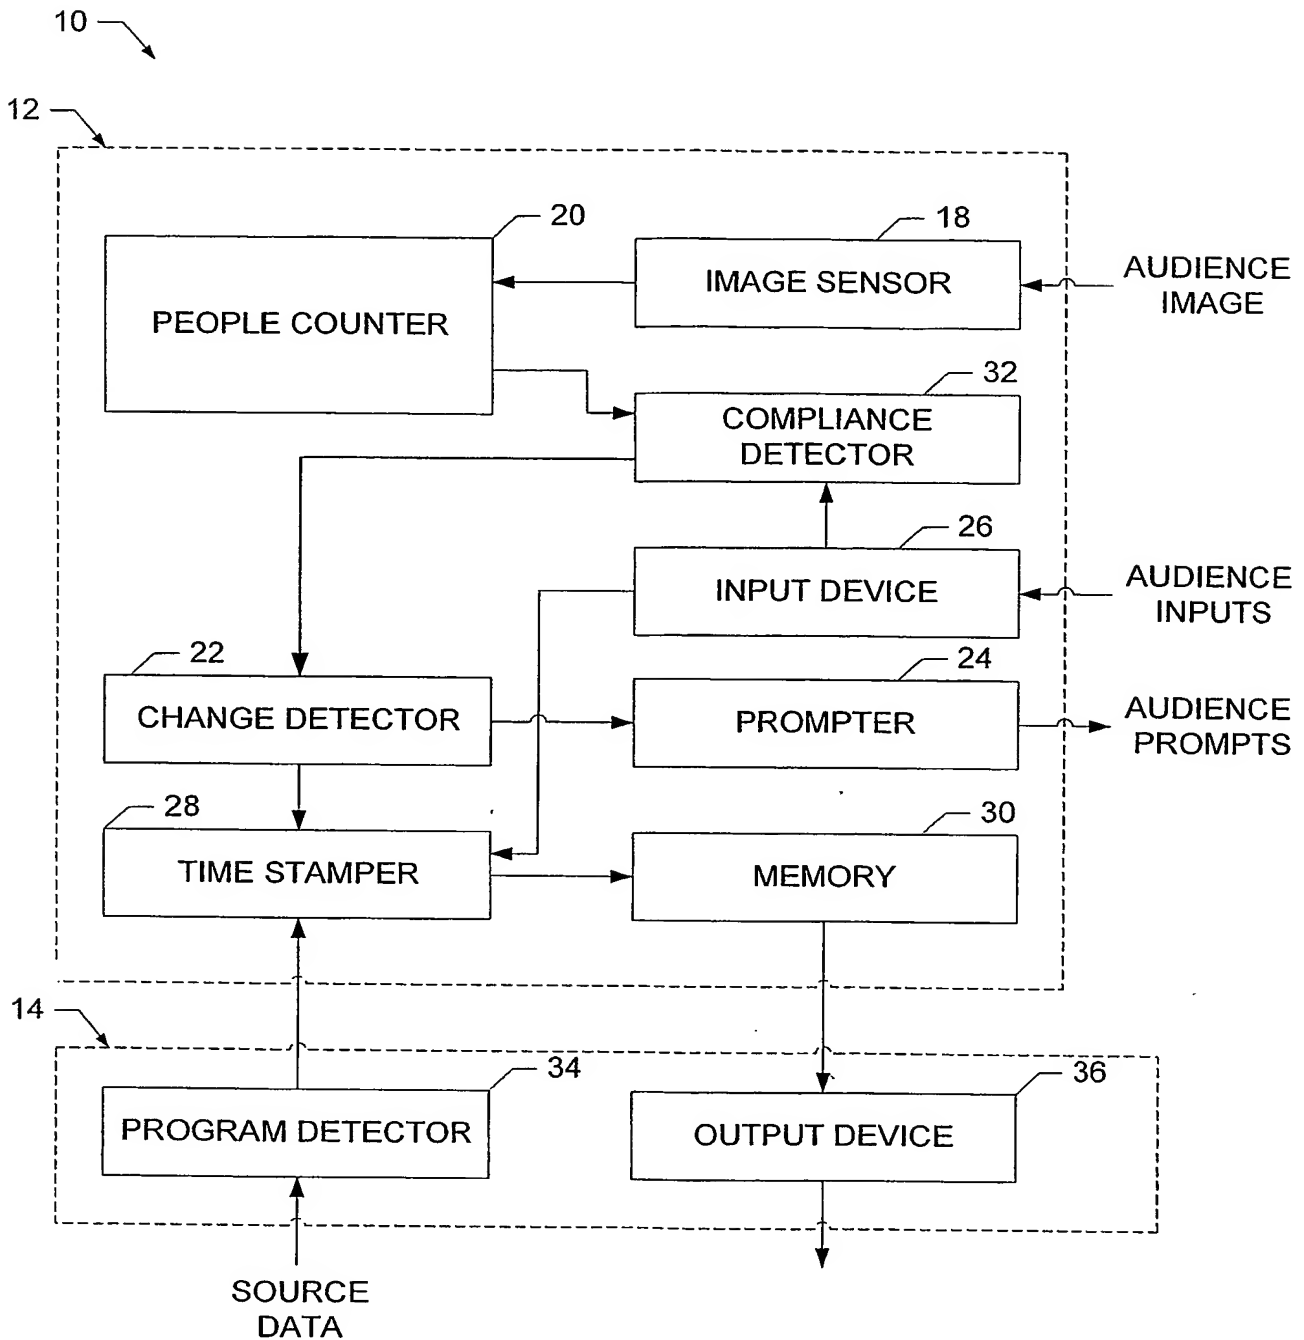 10
12
20
18
PEOPLE COUNTER
IMAGE SENSOR
AUDIENCE
IMAGE
32
COMPLIANCE
DETECTOR
26
INPUT DEVICE
AUDIENCE
INPUTS
22
24
CHANGE DETECTOR
PROMPTER
AUDIENCE
PROMPTS
28
30
TIME STAMPER
MEMORY
14
34
36
PROGRAM DETECTOR
OUTPUT DEVICE
SOURCE
DATA